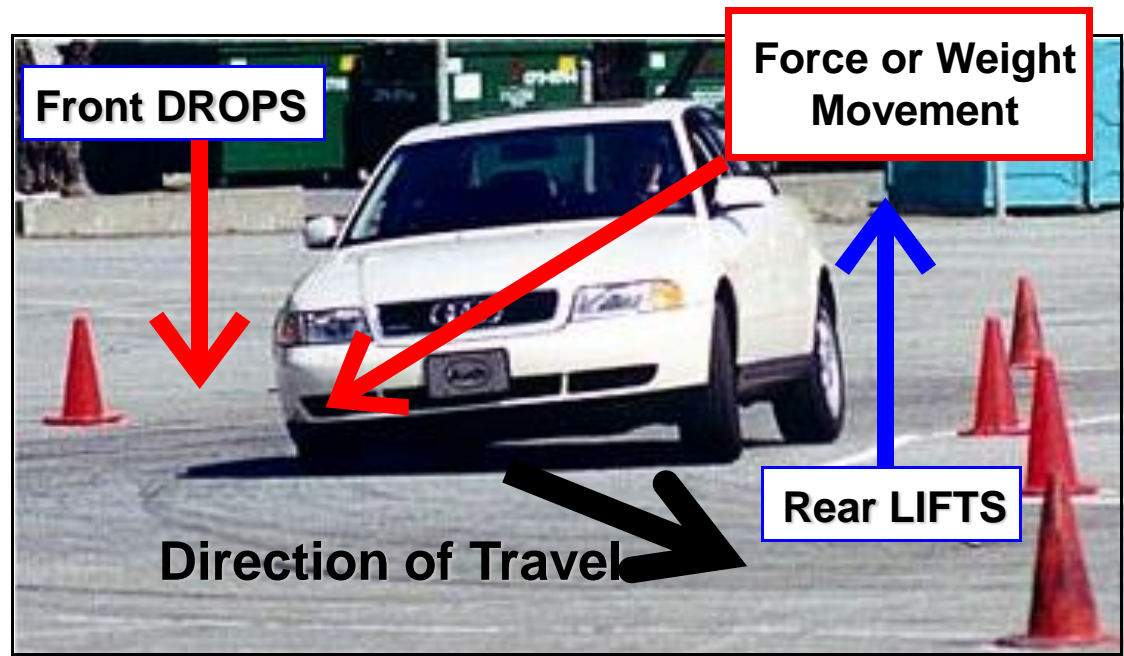 Force or Weight
Movement
Front DROPS
Rear LIFTS
Direction of Travel